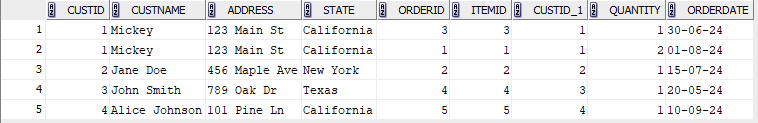 CUSTID CUSTNAME ADDRESS STATE ORDERID ITEMID CUSTID_1 QUANTITY ORDERDATE
1 1 Mickey 123 Main St California 3 3 1 1 30-06-24
2 1 Mickey 123 Main St California 1 1 1 2 01-08-24
3 2 Jane Doe 456 Maple Ave New York 2 2 2 1 15-07-24
4 3 John Smith 789 Oak Dr Texas 4 4 3 1 20-05-24
5 4 Alice Johnson 101 Pine Ln California 5 5 4 1 10-09-24